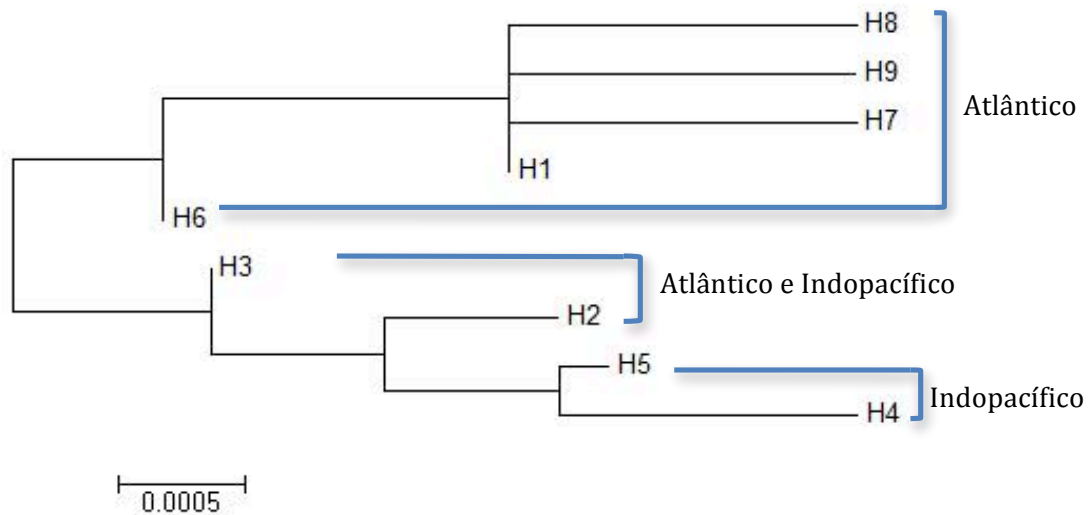 H8
H9
Atlântico
H7
H1
H6
H3
Atlântico e Indopacífico
H2
H5
Indopacífico
H4
0.0005